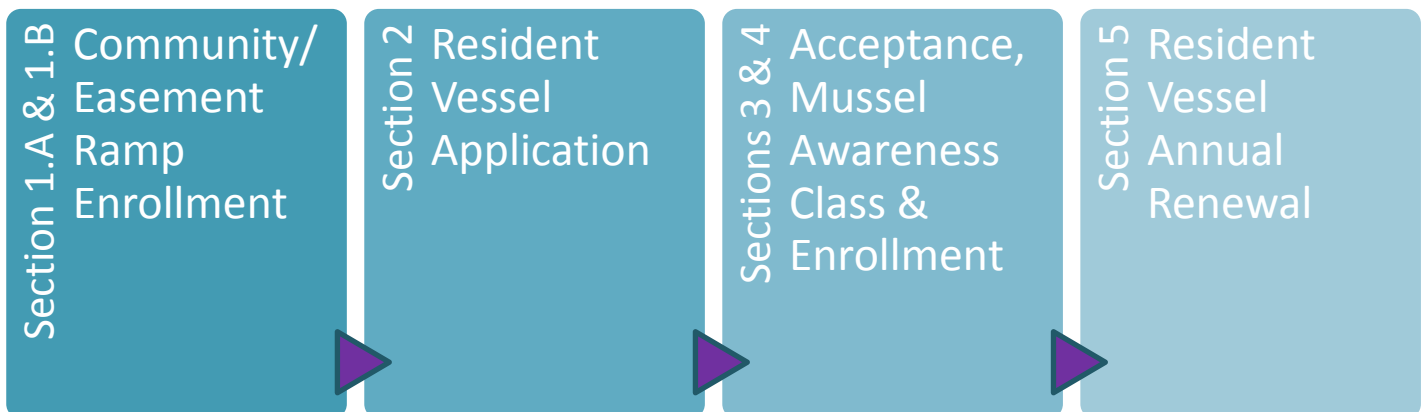 Section 1.A & 1.B
Community/
Easement
Ramp
Enrollment
Section 2
Resident
Vessel
Application
Sections 3 & 4
Acceptance,
Mussel
Awareness
Class &
Enrollment
Section 5
Resident
Vessel
Annual
Renewal